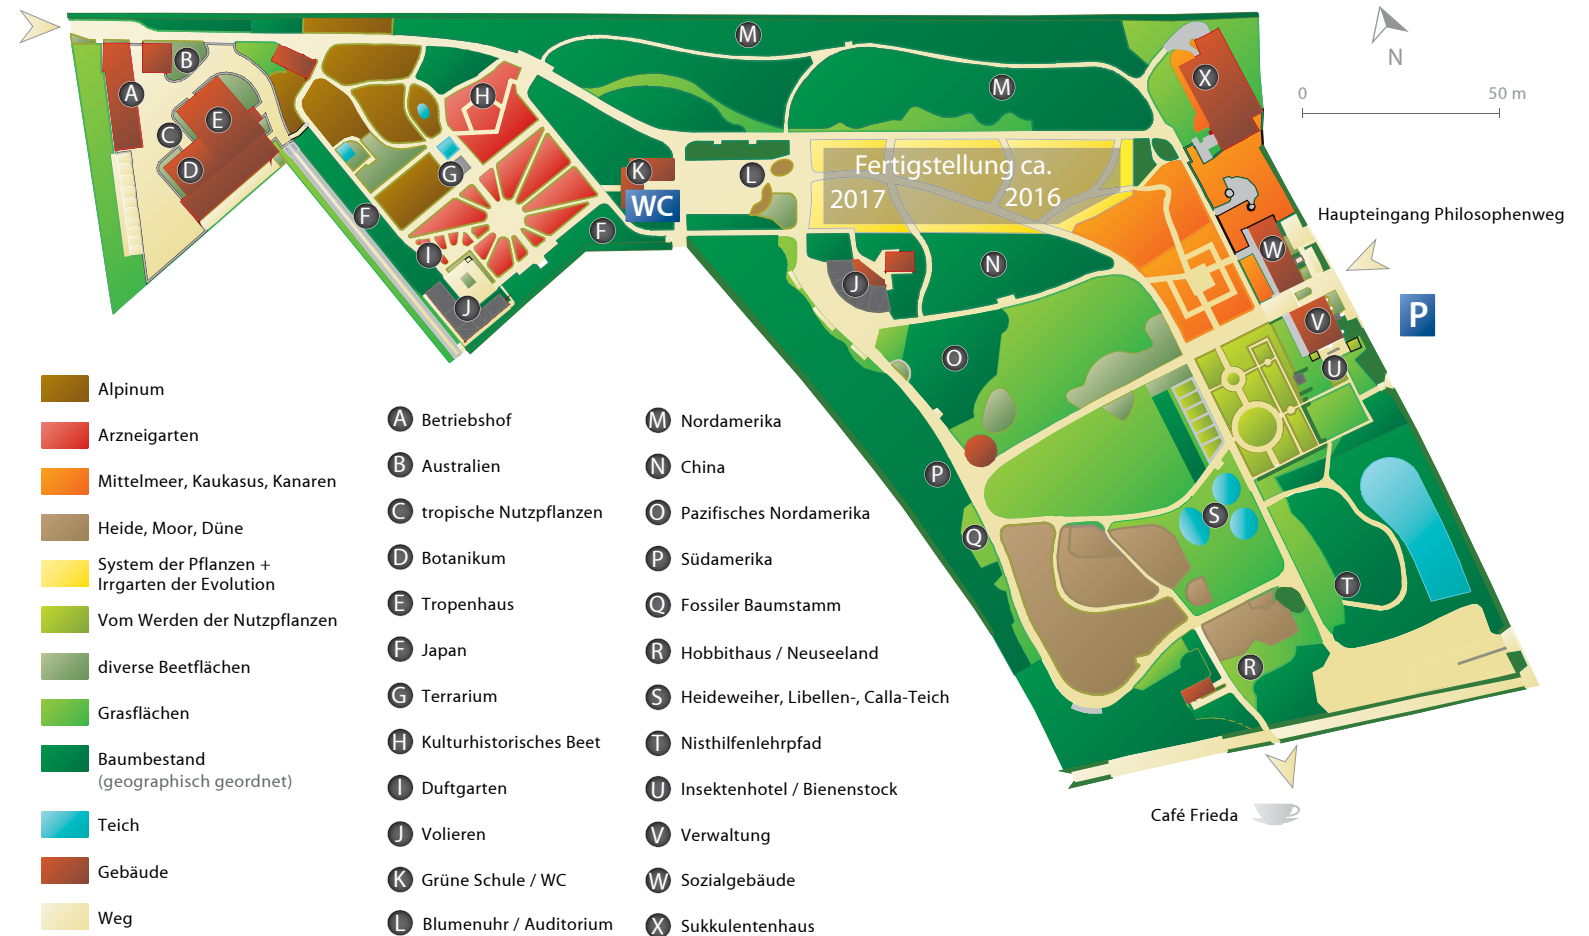 M
N
B
X
A
H
M
0 50 m
E
C
Fertigstellung ca.
K
D
G
L
2017
2016
WC
F
F
Haupteingang Philosophenweg
W
I
N
J
J
V
P
O
U
P
S
Q
T
R
Café Frieda
Alpinum
Arzneigarten
Mittelmeer, Kaukasus, Kanaren
Heide, Moor, Düne
System der Pflanzen +
Irrgarten der Evolution
Vom Werden der Nutzpflanzen
diverse Beetflächen
Grasflächen
Baumbestand
(geographisch geordnet)
Teich
Gebäude
Weg
A Betriebshof
B Australien
C tropische Nutzpflanzen
D Botanikum
E Tropenhaus
F Japan
G Terrarium
H Kulturhistorisches Beet
I Duftgarten
J Volieren
K Grüne Schule / WC
L Blumenuhr / Auditorium
M Nordamerika
N China
O Pazifisches Nordamerika
P Südamerika
Q Fossiler Baumstamm
R Hobbithaus / Neuseeland
S Heideweiher, Libellen-, Calla-Teich
T Nisthilfenlehrpfad
U Insektenhotel / Bienenstock
V Verwaltung
W Sozialgebäude
X Sukkulentenhaus